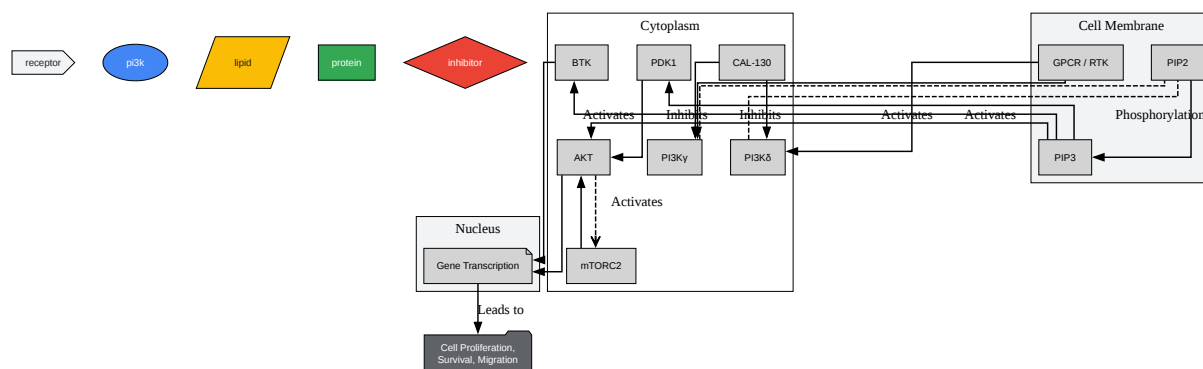 Cytoplasm
Cell Membrane
receptor
pi3k
lipid
protein
inhibitor
BTK
PDK1
CAL-130
GPCR / RTK
PIP2
Activates
Inhibits
Inhibits
Activates
Activates
Phosphorylation
AKT
PI3Kγ
PI3Kδ
PIP3
Activates
Nucleus
Gene Transcription
mTORC2
Leads to
Cell Proliferation,
Survival, Migration